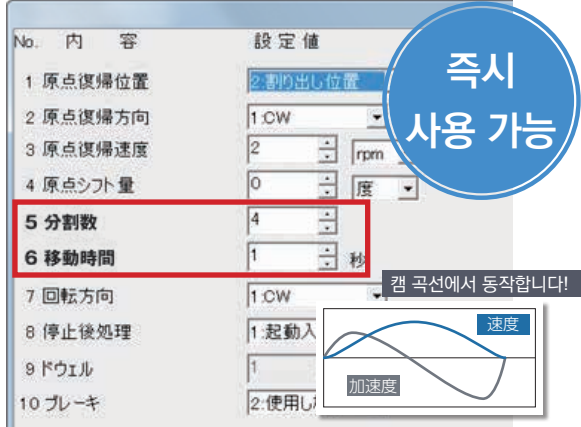 No. 内 容 設定値
1 原点復帰位置 2:割り出し位置
2 原点復帰方向 1:CW
3 原点復帰速度 2 rpm
4 原点シフト量 0 度
5 分割数 4
6 移動時間 1 秒
7 回転方向 1:CW
8 停止後処理 1:起動入
9 ドウェル 1
10 ブレーキ 2:使用し
즉시
사용 가능
캠 곡선에서 동작합니다!
速度
加速度